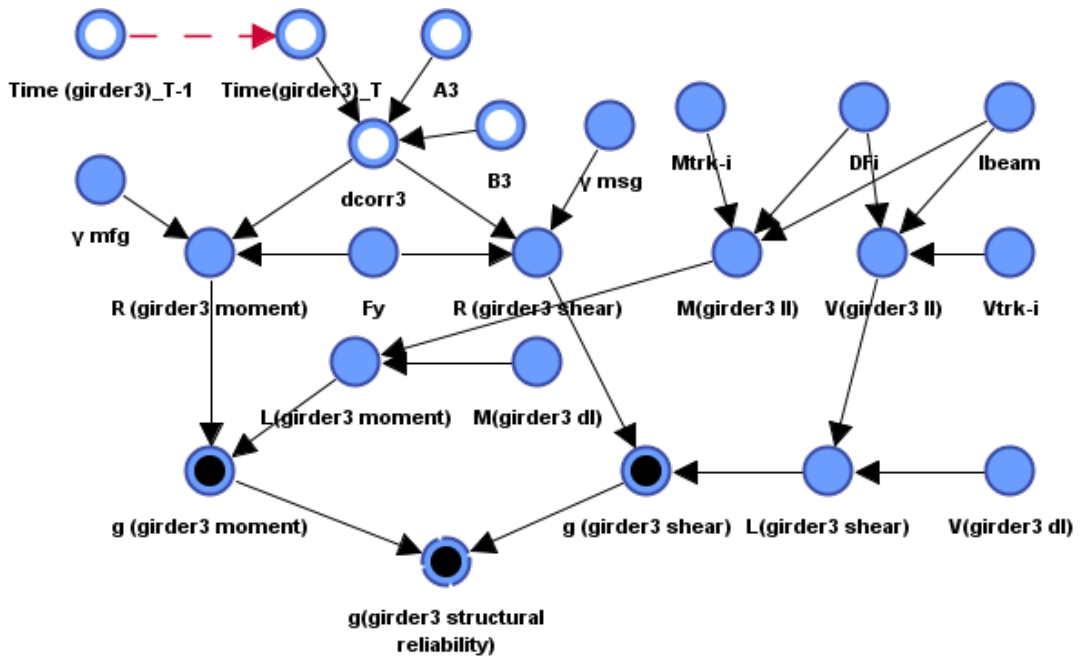 Time (girder3)_T-1
Time(girder3)_T
A3
Mtrk-i
DFi
Ibeam
B3
γ msg
dcorr3
γ mfg
R (girder3 moment)
Fy
R (girder3 shear)
M(girder3 ll)
V(girder3 ll)
Vtrk-i
L(girder3 moment)
M(girder3 dl)
g (girder3 moment)
g (girder3 shear)
L(girder3 shear)
V(girder3 dl)
g(girder3 structural
reliability)